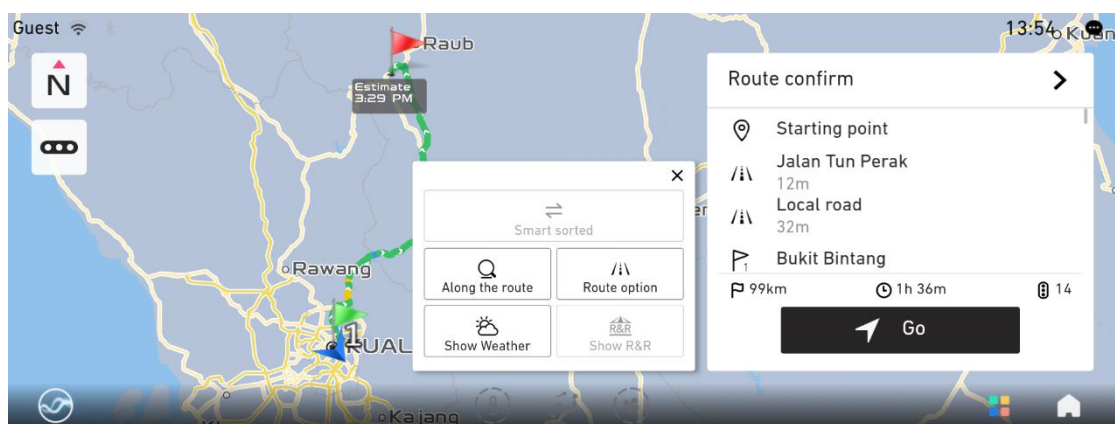 Guest
13:54
N
Raub
Estimate
3:29 PM
Rawang
1
KUAL
Kajang
Smart sorted
Along the route
Route option
Show Weather
R&R
Show R&R
Route confirm
Starting point
Jalan Tun Perak
12m
Local road
32m
1
Bukit Bintang
99km
1h 36m
14
Go